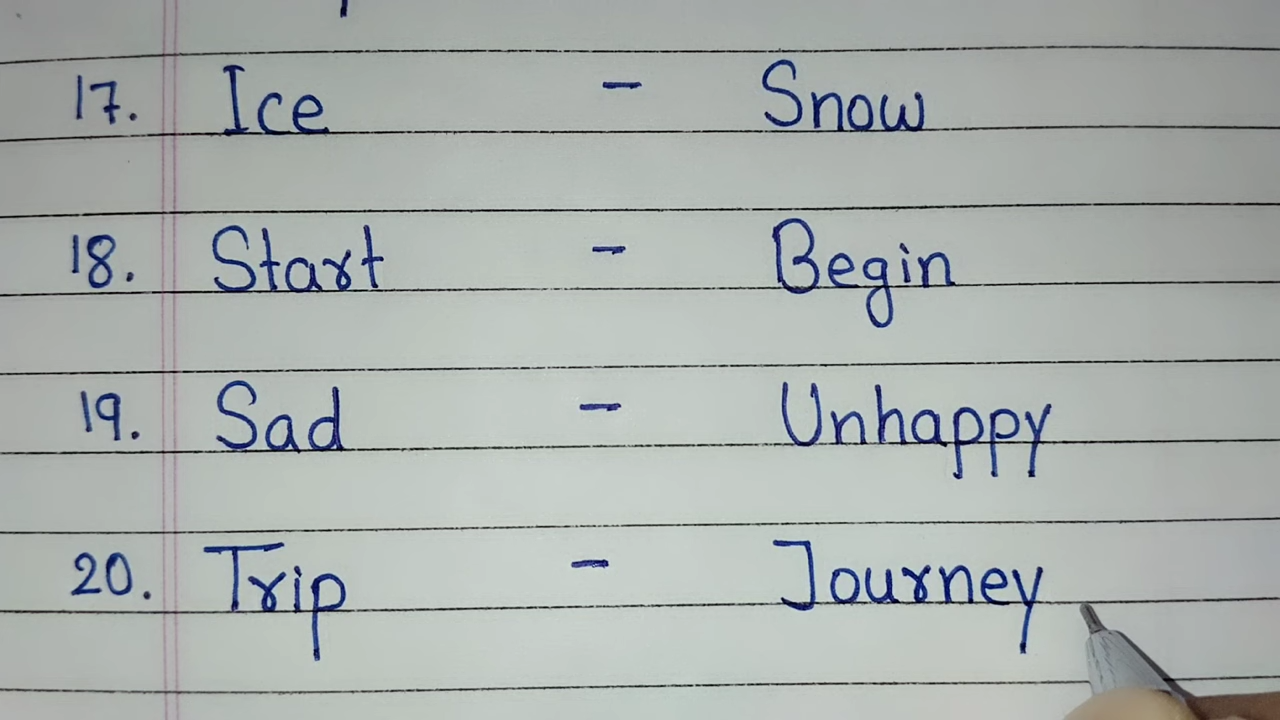 17. Ice - Snow
18. Start - Begin
19. Sad - Unhappy
20. Trip - Journey